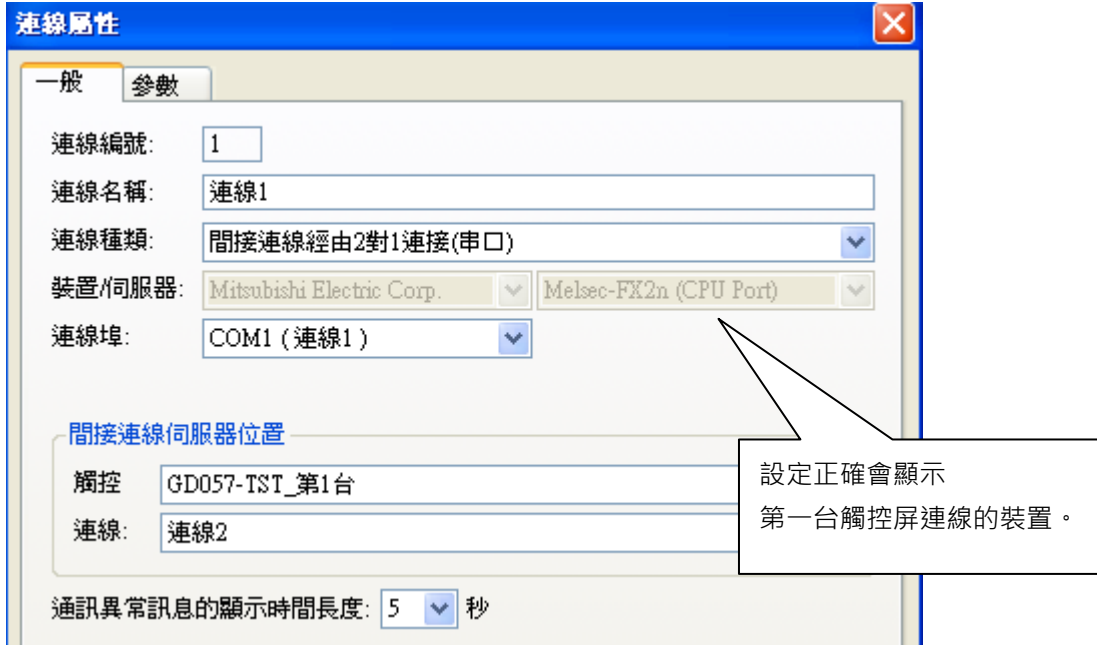 連線屬性
一般 參數
連線編號: 1
連線名稱: 連線1
連線種類: 間接連線經由2對1連接(串口)
裝置/伺服器: Mitsubishi Electric Corp. Melsec-FX2n (CPU Port)
連線埠: COM1 (連線1)
間接連線伺服器位置
觸控 GD057-TST_第1台
連線: 連線2
設定正確會顯示
第一台觸控屏連線的裝置。
通訊異常訊息的顯示時間長度: 5 秒